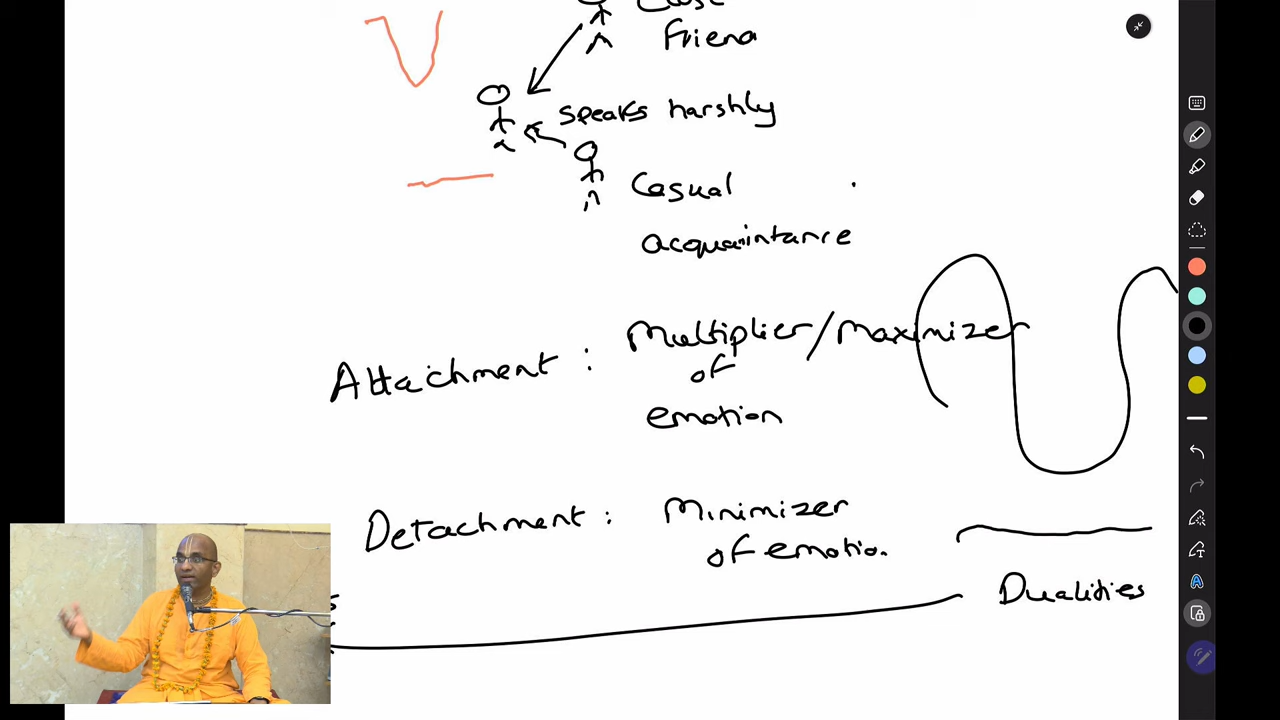 Friend
speaks harshly
Casual
acquaintance
Attachment : Multiplier/Maximizer
of
emotion
Detachment : Minimizer
of emotion
Dualities